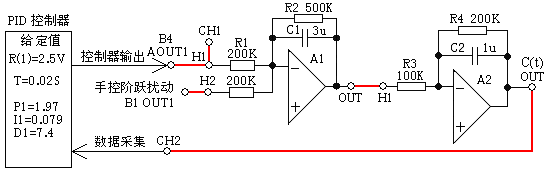 PID 控制器
给定值
R(1)=2.5V
T=0.02S
P1=1.97
I1=0.079
D1=7.4
控制器输出
B4
AOUT1
CH1
H1
R1
200K
手控阶跃扰动
B1 OUT1
H2
200K
R2 500K
C1
3u
A1
OUT
H1
R3
100K
R4 200K
C2
1u
A2
C(t)
OUT
数据采集
CH2